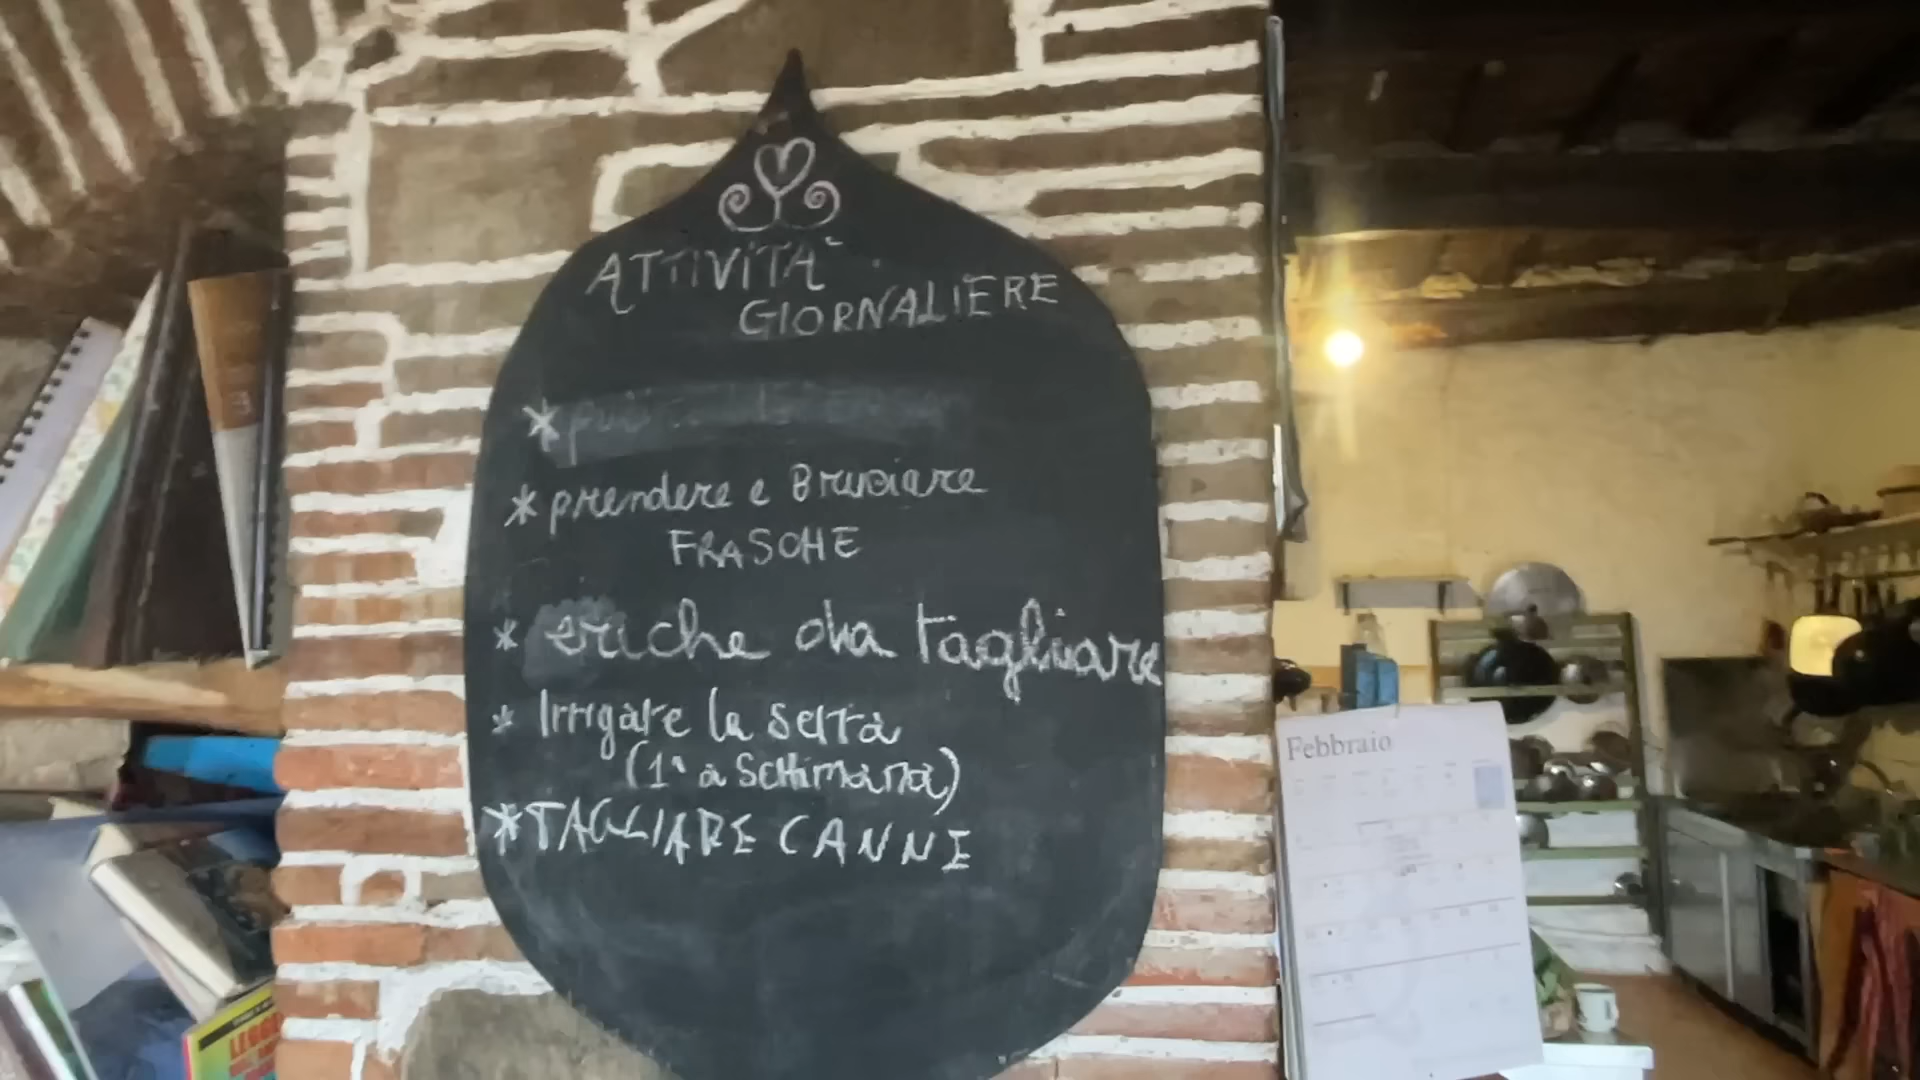 ATTIVITÀ
GIORNALIERE
* prendere e Bruciare
FRASCHE
* eriche da tagliare
* Irrigare la serra
(1ª a settimana)
* TAGLIARE CANNE
Febbraio